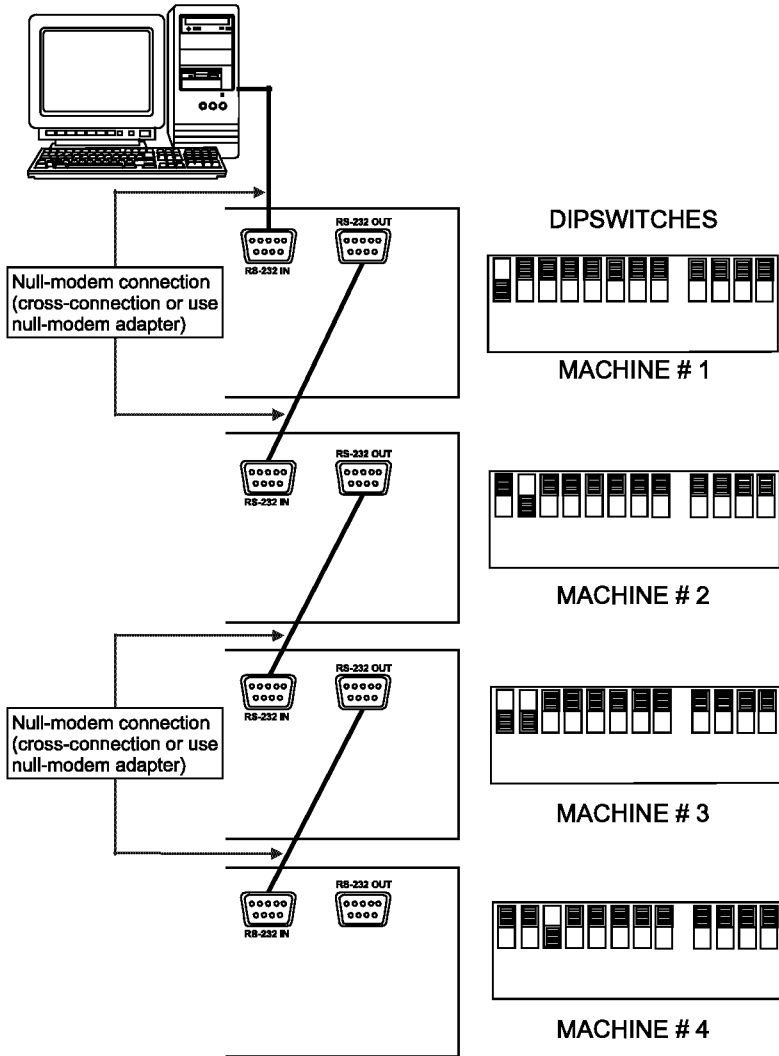 RS-232 OUT
RS-232 IN
DIPSWITCHES
Null-modem connection
(cross-connection or use
null-modem adapter)
MACHINE # 1
RS-232 OUT
RS-232 IN
MACHINE # 2
RS-232 OUT
RS-232 IN
Null-modem connection
(cross-connection or use
null-modem adapter)
MACHINE # 3
RS-232 OUT
RS-232 IN
MACHINE # 4